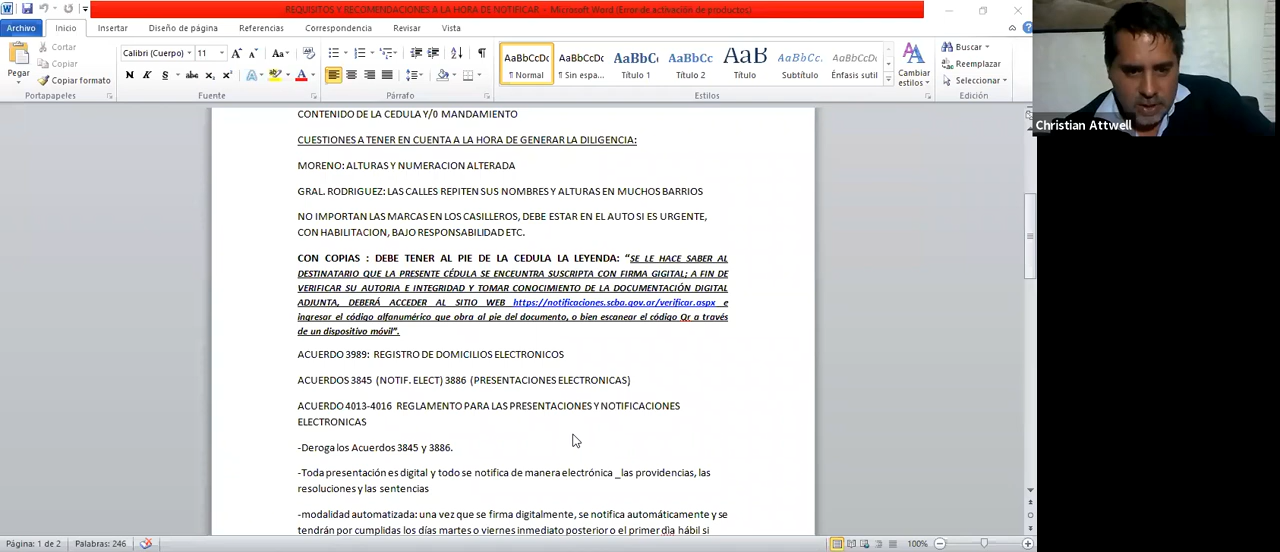 REQUISITOS Y RECOMENDACIONES A LA HORA DE NOTIFICAR - Microsoft Word (Error de activación de productos)
Archivo Inicio Insertar Diseño de página Referencias Correspondencia Revisar Vista
Pegar
Cortar
Copiar
Copiar formato
Portapapeles
Calibri (Cuerpo) 11
Fuente
Párrafo
AaBbCcDc AaBbCcDc AaBbC AaBbCc AaB AaBbCc. AaBbCcDc
¶ Normal ¶ Sin espa... Título 1 Título 2 Título Subtítulo Énfasis sutil
Estilos
Cambiar estilos
Buscar
Reemplazar
Seleccionar
Edición
Christian Attwell
CONTENIDO DE LA CEDULA Y/0 MANDAMIENTO
CUESTIONES A TENER EN CUENTA A LA HORA DE GENERAR LA DILIGENCIA:
MORENO: ALTURAS Y NUMERACION ALTERADA
GRAL. RODRIGUEZ: LAS CALLES REPITEN SUS NOMBRES Y ALTURAS EN MUCHOS BARRIOS
NO IMPORTAN LAS MARCAS EN LOS CASILLEROS, DEBE ESTAR EN EL AUTO SI ES URGENTE,
CON HABILITACION, BAJO RESPONSABILIDAD ETC.
CON COPIAS : DEBE TENER AL PIE DE LA CEDULA LA LEYENDA: “SE LE HACE SABER AL
DESTINATARIO QUE LA PRESENTE CÉDULA SE ENCEUNTRA SUSCRIPTA CON FIRMA GIGITAL; A FIN DE
VERIFICAR SU AUTORIA E INTEGRIDAD Y TOMAR CONOCIMIENTO DE LA DOCUMENTACIÓN DIGITAL
ADJUNTA, DEBERÁ ACCEDER AL SITIO WEB https://notificaciones.scba.gov.ar/verificar.aspx e
ingresar el código alfanumérico que obra al pie del documento, o bien escanear el código Qr a través
de un dispositivo móvil”.
ACUERDO 3989: REGISTRO DE DOMICILIOS ELECTRONICOS
ACUERDOS 3845 (NOTIF. ELECT) 3886 (PRESENTACIONES ELECTRONICAS)
ACUERDO 4013-4016 REGLAMENTO PARA LAS PRESENTACIONES Y NOTIFICACIONES
ELECTRONICAS
-Deroga los Acuerdos 3845 y 3886.
-Toda presentación es digital y todo se notifica de manera electrónica _las providencias, las
resoluciones y las sentencias
-modalidad automatizada: una vez que se firma digitalmente, se notifica automáticamente y se
tendrán por cumplidas los días martes o viernes inmediato posterior o el primer día hábil si
Página: 1 de 2 Palabras: 246 100%